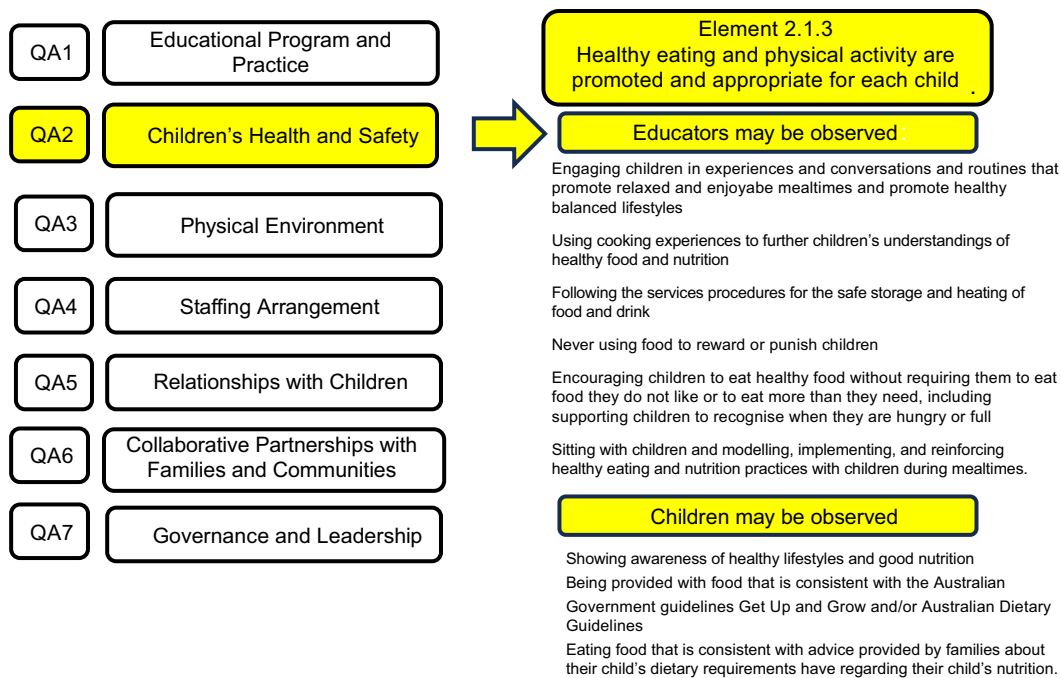 QA1
Educational Program and
Practice
QA2
Children's Health and Safety
QA3
Physical Environment
QA4
Staffing Arrangement
QA5
Relationships with Children
QA6
Collaborative Partnerships with
Families and Communities
QA7
Governance and Leadership
Element 2.1.3
Healthy eating and physical activity are
promoted and appropriate for each child .
Educators may be observed :
Engaging children in experiences and conversations and routines that
promote relaxed and enjoyabe mealtimes and promote healthy
balanced lifestyles
Using cooking experiences to further children's understandings of
healthy food and nutrition
Following the services procedures for the safe storage and heating of
food and drink
Never using food to reward or punish children
Encouraging children to eat healthy food without requiring them to eat
food they do not like or to eat more than they need, including
supporting children to recognise when they are hungry or full
Sitting with children and modelling, implementing, and reinforcing
healthy eating and nutrition practices with children during mealtimes.
Children may be observed
Showing awareness of healthy lifestyles and good nutrition
Being provided with food that is consistent with the Australian
Government guidelines Get Up and Grow and/or Australian Dietary
Guidelines
Eating food that is consistent with advice provided by families about
their child's dietary requirements have regarding their child's nutrition.